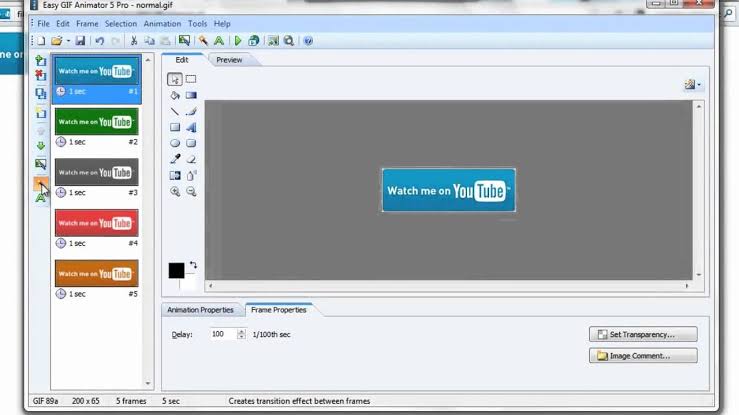 Easy GIF Animator 5 Pro - normal.gif
File Edit Frame Selection Animation Tools Help
Edit Preview
Watch me on YouTube
1 sec #1
Watch me on YouTube
1 sec #2
Watch me on YouTube
1 sec #3
Watch me on YouTube
1 sec #4
Watch me on YouTube
1 sec #5
Watch me on YouTube™
Animation Properties Frame Properties
Delay: 100 1/100th sec
Set Transparency...
Image Comment...
GIF 89a 200 x 65 5 frames 5 sec Creates transition effect between frames